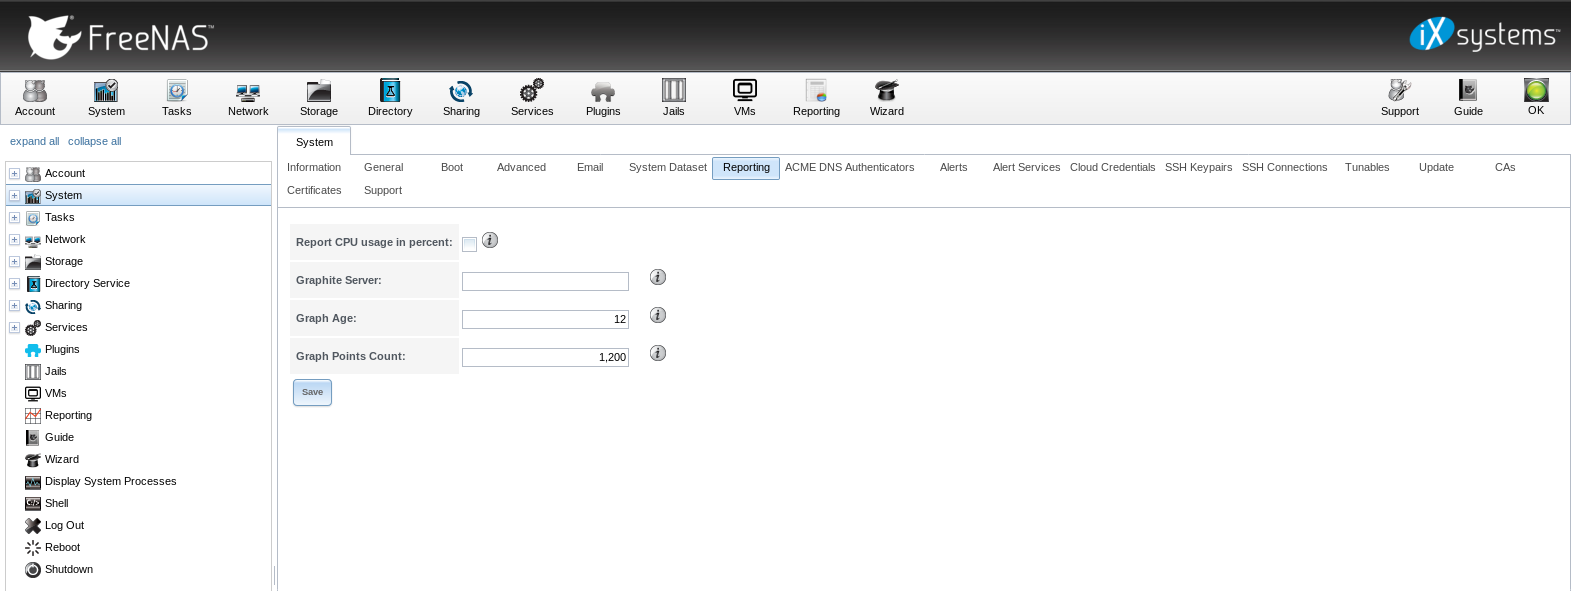 FreeNAS™
iX systems™
Account System Tasks Network Storage Directory Sharing Services Plugins Jails VMs Reporting Wizard Support Guide OK
expand all collapse all
System
Information General Boot Advanced Email System Dataset Reporting ACME DNS Authenticators Alerts Alert Services Cloud Credentials SSH Keypairs SSH Connections Tunables Update CAs
Certificates Support
Account
System
Tasks
Network
Storage
Directory Service
Sharing
Services
Plugins
Jails
VMs
Reporting
Guide
Wizard
Display System Processes
Shell
Log Out
Reboot
Shutdown
Report CPU usage in percent:
Graphite Server:
Graph Age: 12
Graph Points Count: 1,200
Save